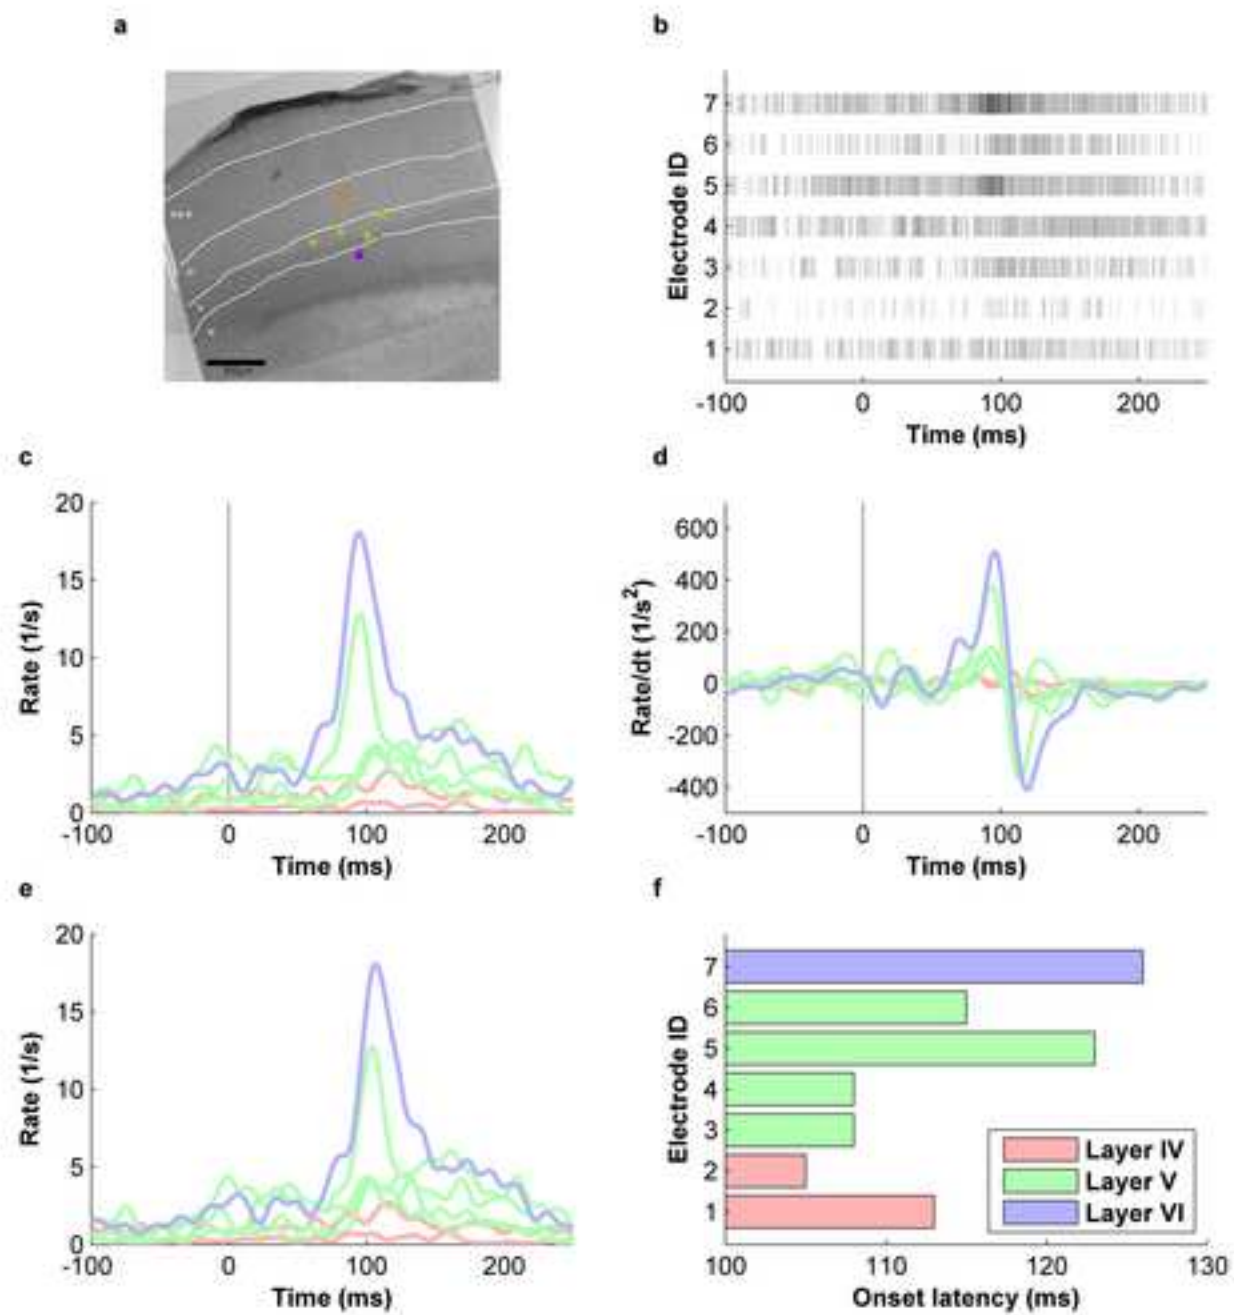 a
b
7
6
5
4
3
2
1
Electrode ID
-100
0
100
200
Time (ms)
c
d
20
15
10
5
0
Rate (1/s)
-100
0
100
200
Time (ms)
600
400
200
0
-200
-400
Rate/dt (1/s²)
-100
0
100
200
Time (ms)
e
f
20
15
10
5
0
Rate (1/s)
-100
0
100
200
Time (ms)
7
6
5
4
3
2
1
Electrode ID
Layer IV
Layer V
Layer VI
100
110
120
130
Onset latency (ms)